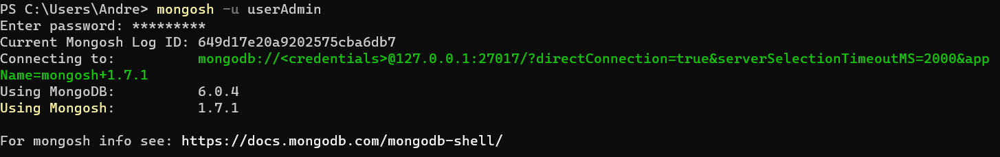 PS C:\Users\Andre> mongosh -u userAdmin
Enter password: *********
Current Mongosh Log ID: 649d17e20a9202575cba6db7
Connecting to:          mongodb://<credentials>@127.0.0.1:27017/?directConnection=true&serverSelectionTimeoutMS=2000&app
Name=mongosh+1.7.1
Using MongoDB:          6.0.4
Using Mongosh:          1.7.1
For mongosh info see: https://docs.mongodb.com/mongodb-shell/